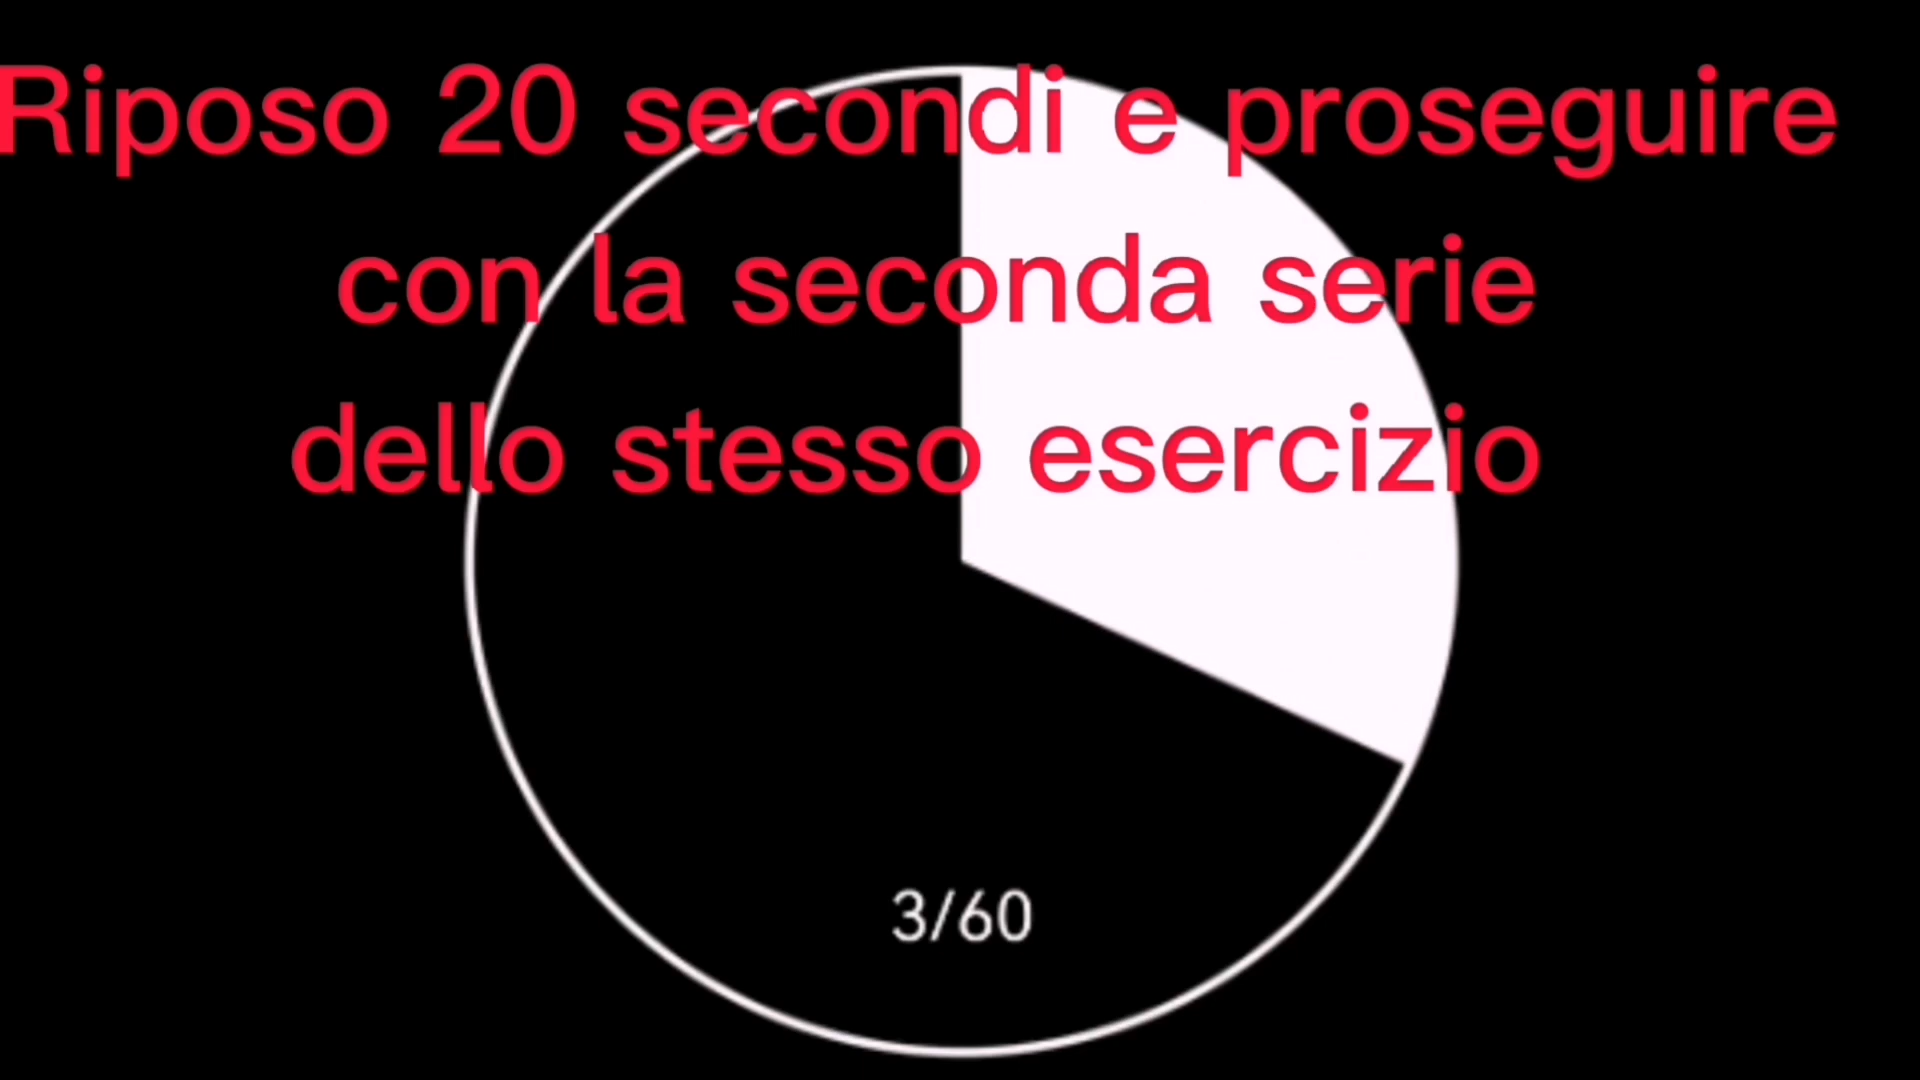 Riposo 20 secondi e proseguire
con la seconda serie
dello stesso esercizio
3/60